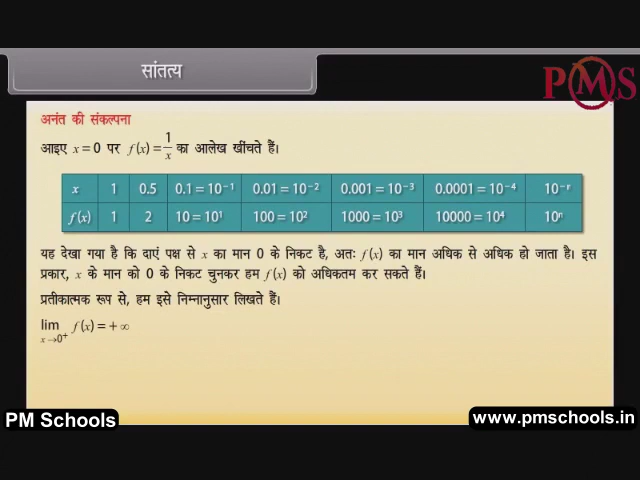 सांतत्य
PMS
अनंत की संकल्पना
आइए x = 0 पर f(x) = 1/x का आलेख खींचते हैं।
x 1 0.5 0.1 = 10⁻¹ 0.01 = 10⁻² 0.001 = 10⁻³ 0.0001 = 10⁻⁴ 10⁻ʳ
f(x) 1 2 10 = 10¹ 100 = 10² 1000 = 10³ 10000 = 10⁴ 10ⁿ
यह देखा गया है कि दाएं पक्ष से x का मान 0 के निकट है, अतः f(x) का मान अधिक से अधिक हो जाता है। इस
प्रकार, x के मान को 0 के निकट चुनकर हम f(x) को अधिकतम कर सकते हैं।
प्रतीकात्मक रूप से, हम इसे निम्नानुसार लिखते हैं।
lim f(x) = + ∞
x→0⁺
PM Schools
www.pmschools.in